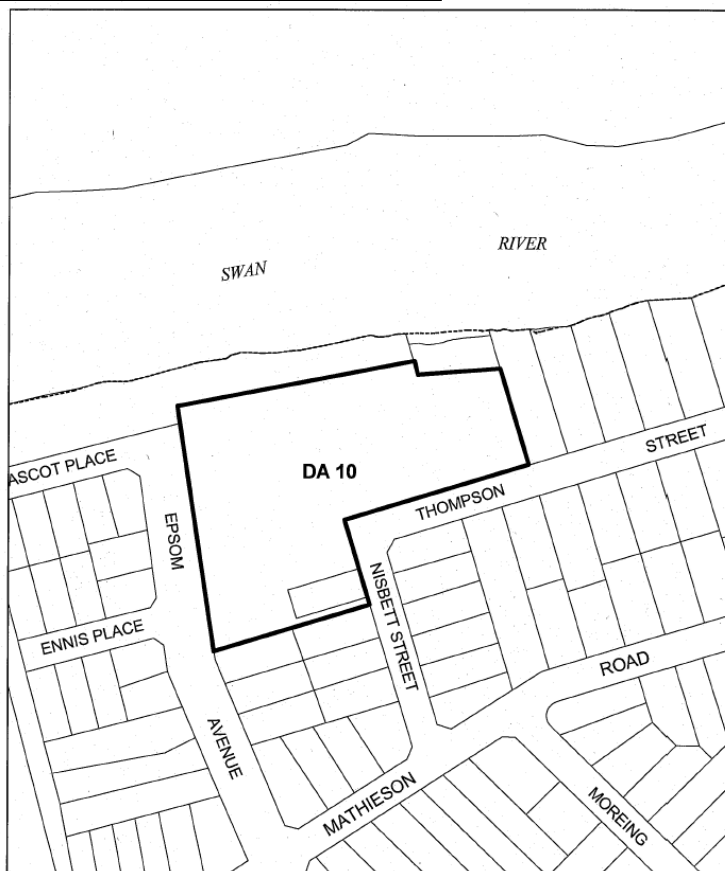 SWAN
RIVER
DA 10
ASCOT PLACE
EPSOM
AVENUE
ENNIS PLACE
THOMPSON
STREET
NISBETT STREET
MATHIESON
ROAD
MOREING